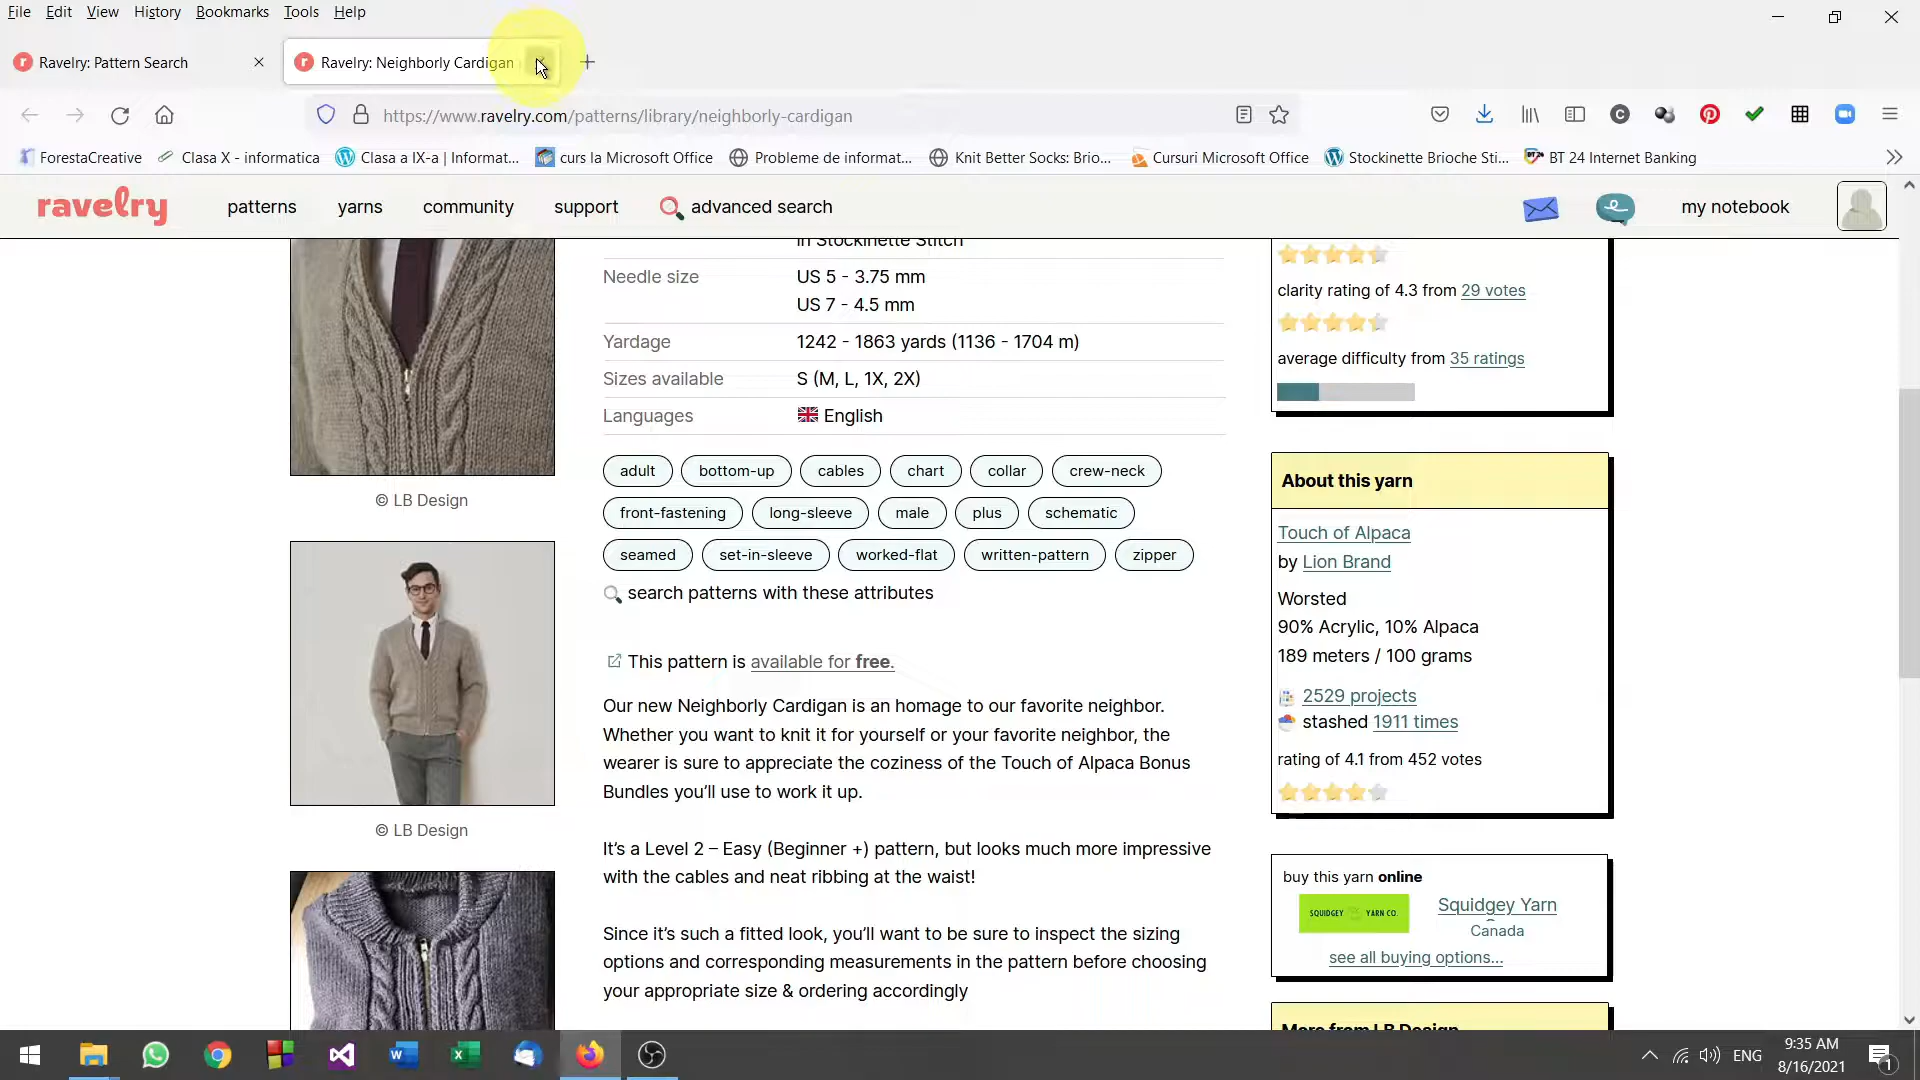 File Edit View History Bookmarks Tools Help
Ravelry: Pattern Search
Ravelry: Neighborly Cardigan
https://www.ravelry.com/patterns/library/neighborly-cardigan
ForestaCreative
Clasa X - informatica
Clasa a IX-a | Informat...
curs la Microsoft Office
Probleme de informat...
Knit Better Socks: Brio...
Cursuri Microsoft Office
Stockinette Brioche Sti...
BT 24 Internet Banking
ravelry
patterns
yarns
community
support
advanced search
my notebook
in Stockinette Stitch
Needle size
US 5 - 3.75 mm
US 7 - 4.5 mm
Yardage
1242 - 1863 yards (1136 - 1704 m)
Sizes available
S (M, L, 1X, 2X)
Languages
English
adult bottom-up cables chart collar crew-neck
front-fastening long-sleeve male plus schematic
seamed set-in-sleeve worked-flat written-pattern zipper
search patterns with these attributes
This pattern is available for free.
Our new Neighborly Cardigan is an homage to our favorite neighbor.
Whether you want to knit it for yourself or your favorite neighbor, the
wearer is sure to appreciate the coziness of the Touch of Alpaca Bonus
Bundles you’ll use to work it up.
It’s a Level 2 – Easy (Beginner +) pattern, but looks much more impressive
with the cables and neat ribbing at the waist!
Since it’s such a fitted look, you’ll want to be sure to inspect the sizing
options and corresponding measurements in the pattern before choosing
your appropriate size & ordering accordingly
© LB Design
© LB Design
clarity rating of 4.3 from 29 votes
average difficulty from 35 ratings
About this yarn
Touch of Alpaca
by Lion Brand
Worsted
90% Acrylic, 10% Alpaca
189 meters / 100 grams
2529 projects
stashed 1911 times
rating of 4.1 from 452 votes
buy this yarn online
SQUIDGEY YARN CO.
Squidgey Yarn
Canada
see all buying options...
More from LB Design
ENG
9:35 AM
8/16/2021
1